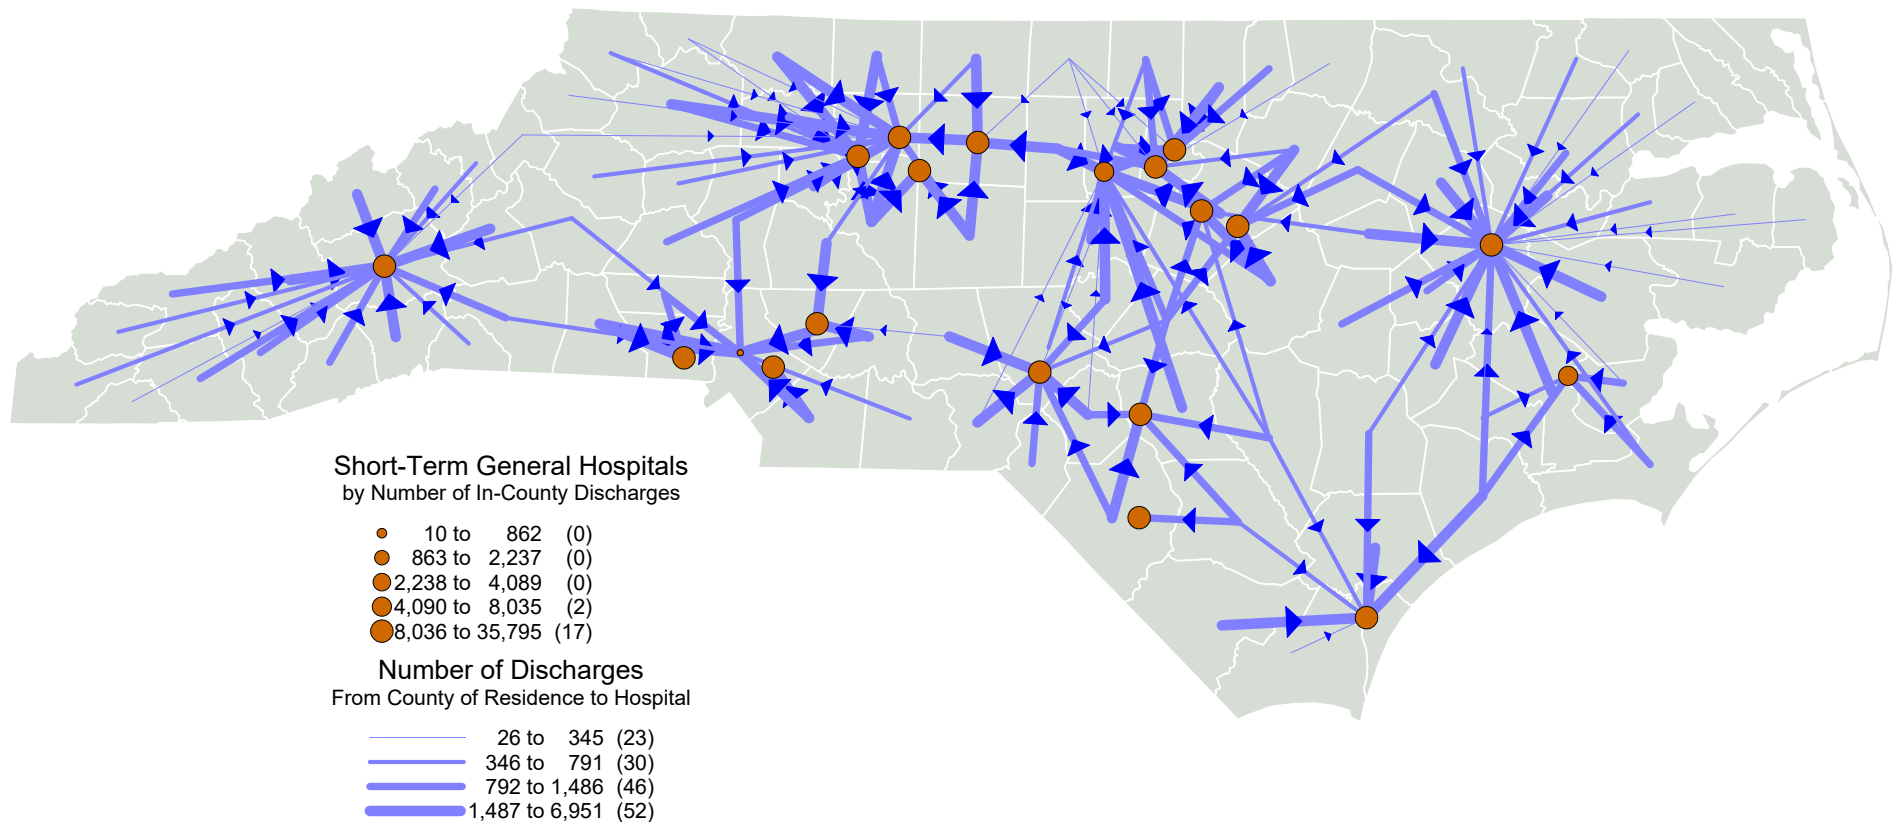 Short-Term General Hospitals
by Number of In-County Discharges
10 to 862 (0)
863 to 2,237 (0)
2,238 to 4,089 (0)
4,090 to 8,035 (2)
8,036 to 35,795 (17)
Number of Discharges
From County of Residence to Hospital
26 to 345 (23)
346 to 791 (30)
792 to 1,486 (46)
1,487 to 6,951 (52)